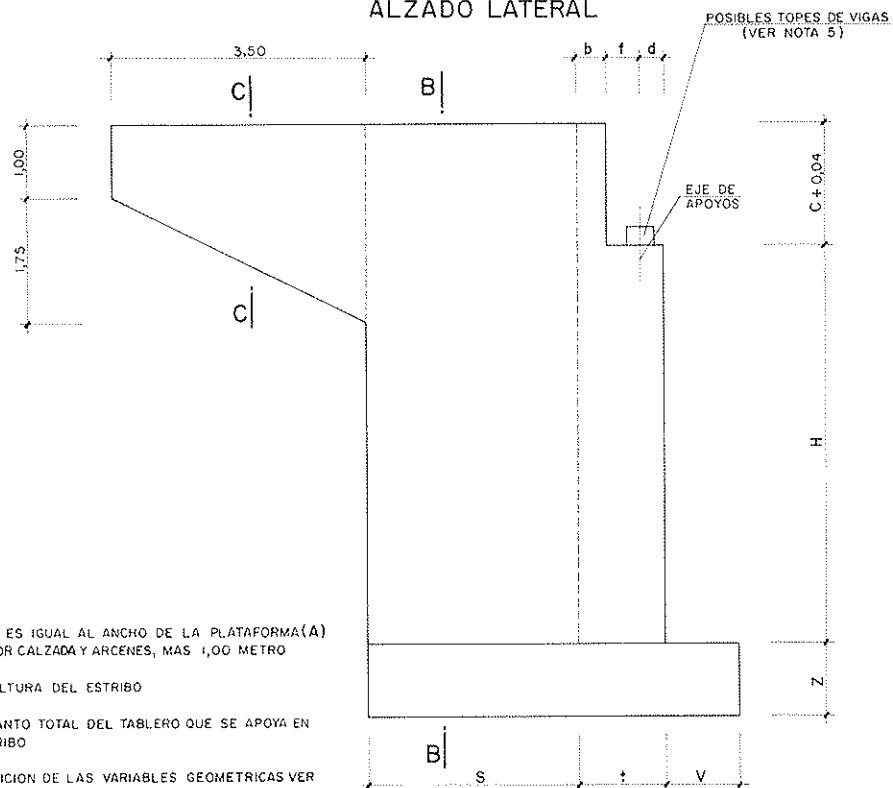 ALZADO LATERAL
POSIBLES TOPES DE VIGAS
(VER NOTA 5)
3,50
b
f
d
C
B
1,00
C+0,04
EJE DE
APOYOS
1,75
C
H
ES IGUAL AL ANCHO DE LA PLATAFORMA(A)
OR CALZADA Y ARCENES, MAS 1,00 METRO
Z
LTURA DEL ESTRIBO
ANTO TOTAL DEL TABLERO QUE SE APOYA EN
RIBO
B
ICION DE LAS VARIABLES GEOMETRICAS VER
S
t
V